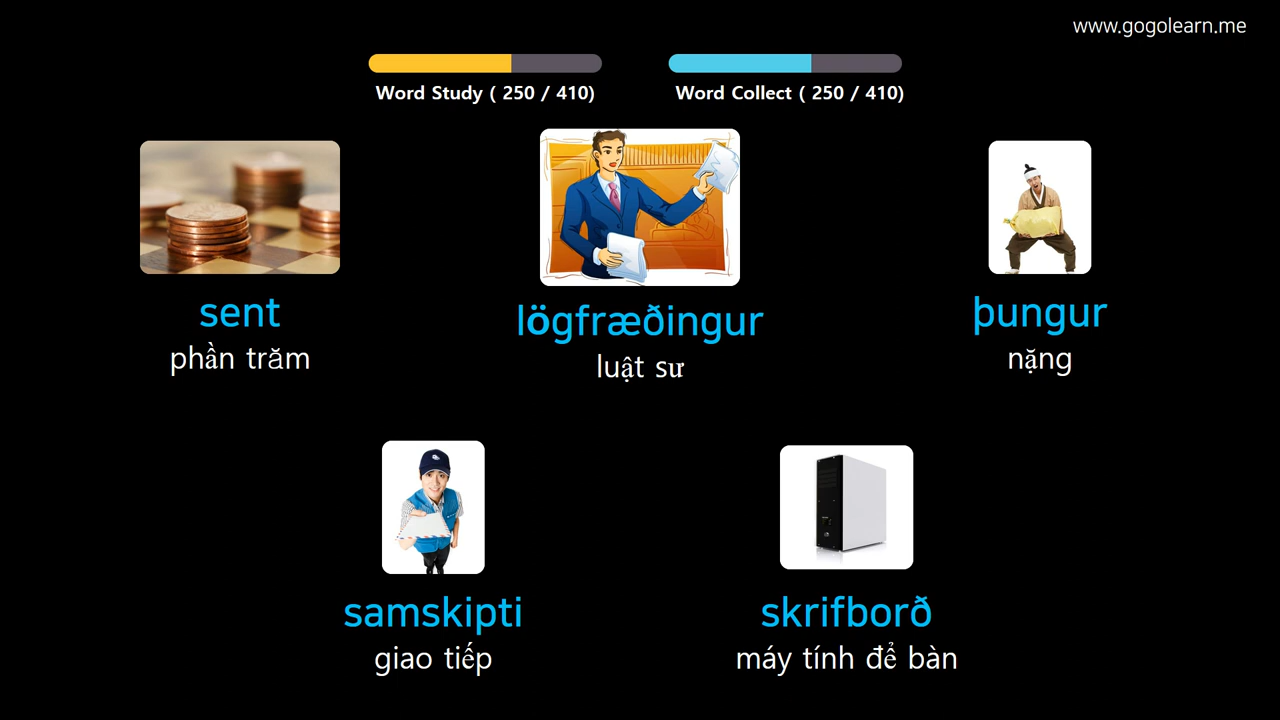 www.gogolearn.me
Word Study ( 250 / 410)
Word Collect ( 250 / 410)
sent
phần trăm
lögfræðingur
luật sư
þungur
nặng
samskipti
giao tiếp
skrifborð
máy tính để bàn